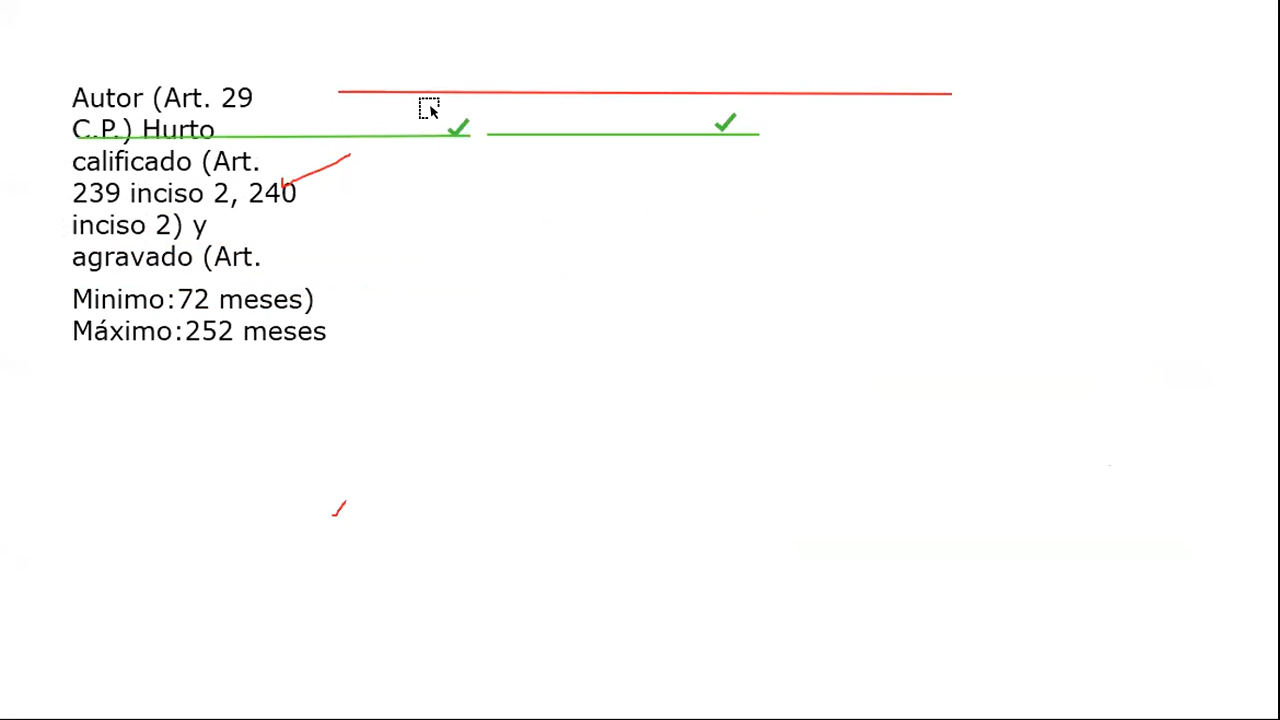 Autor (Art. 29
C.P.) Hurto
calificado (Art.
239 inciso 2, 240
inciso 2) y
agravado (Art.
Minimo:72 meses)
Máximo:252 meses